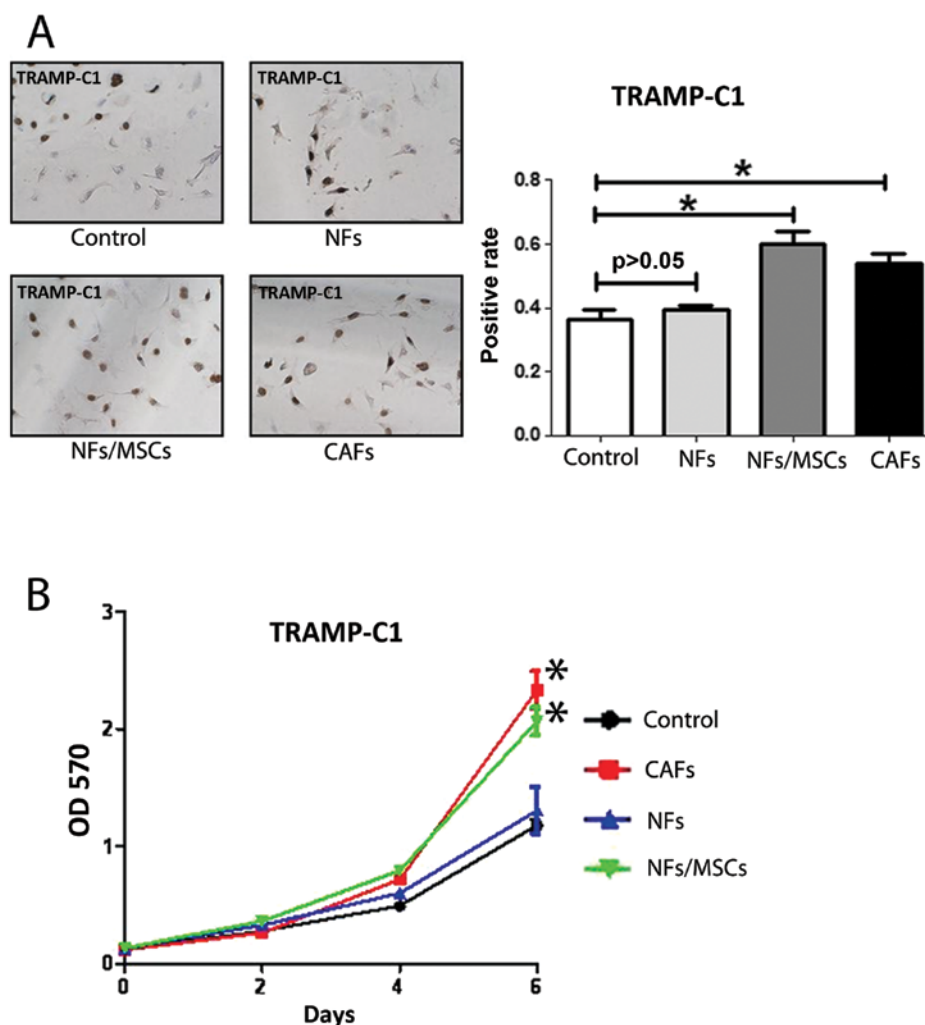 A
TRAMP-C1
Control
TRAMP-C1
NFs
TRAMP-C1
NFs/MSCs
TRAMP-C1
CAFs
TRAMP-C1
Positive rate
0.8
0.6
0.4
0.2
0.0
*
*
p>0.05
Control NFs NFs/MSCs CAFs
B
TRAMP-C1
OD 570
3
2
1
0
0 2 4 6
Days
*
*
Control
CAFs
NFs
NFs/MSCs